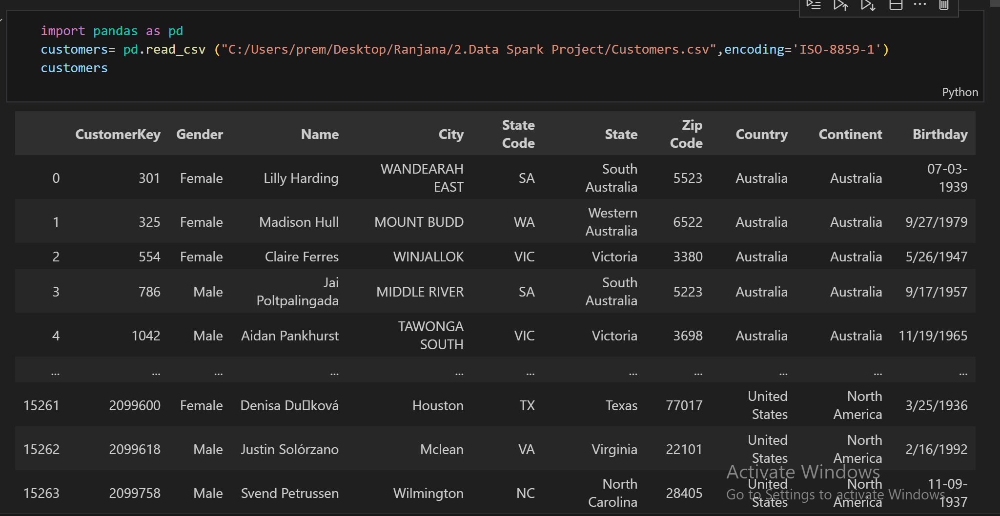 import pandas as pd
customers= pd.read_csv ("C:/Users/prem/Desktop/Ranjana/2.Data Spark Project/Customers.csv",encoding='ISO-8859-1')
customers
Python
CustomerKey Gender Name City State Code State Zip Code Country Continent Birthday
0 301 Female Lilly Harding WANDEARAH EAST SA South Australia 5523 Australia Australia 07-03-1939
1 325 Female Madison Hull MOUNT BUDD WA Western Australia 6522 Australia Australia 9/27/1979
2 554 Female Claire Ferres WINJALLOK VIC Victoria 3380 Australia Australia 5/26/1947
3 786 Male Jai Poltpalingada MIDDLE RIVER SA South Australia 5223 Australia Australia 9/17/1957
4 1042 Male Aidan Pankhurst TAWONGA SOUTH VIC Victoria 3698 Australia Australia 11/19/1965
... ... ... ... ... ... ... ... ... ... ...
15261 2099600 Female Denisa Du□ková Houston TX Texas 77017 United States North America 3/25/1936
15262 2099618 Male Justin Solórzano Mclean VA Virginia 22101 United States North America 2/16/1992
15263 2099758 Male Svend Petrussen Wilmington NC North Carolina 28405 United States North America 11-09-1937
Activate Windows
Go to Settings to activate Windows.